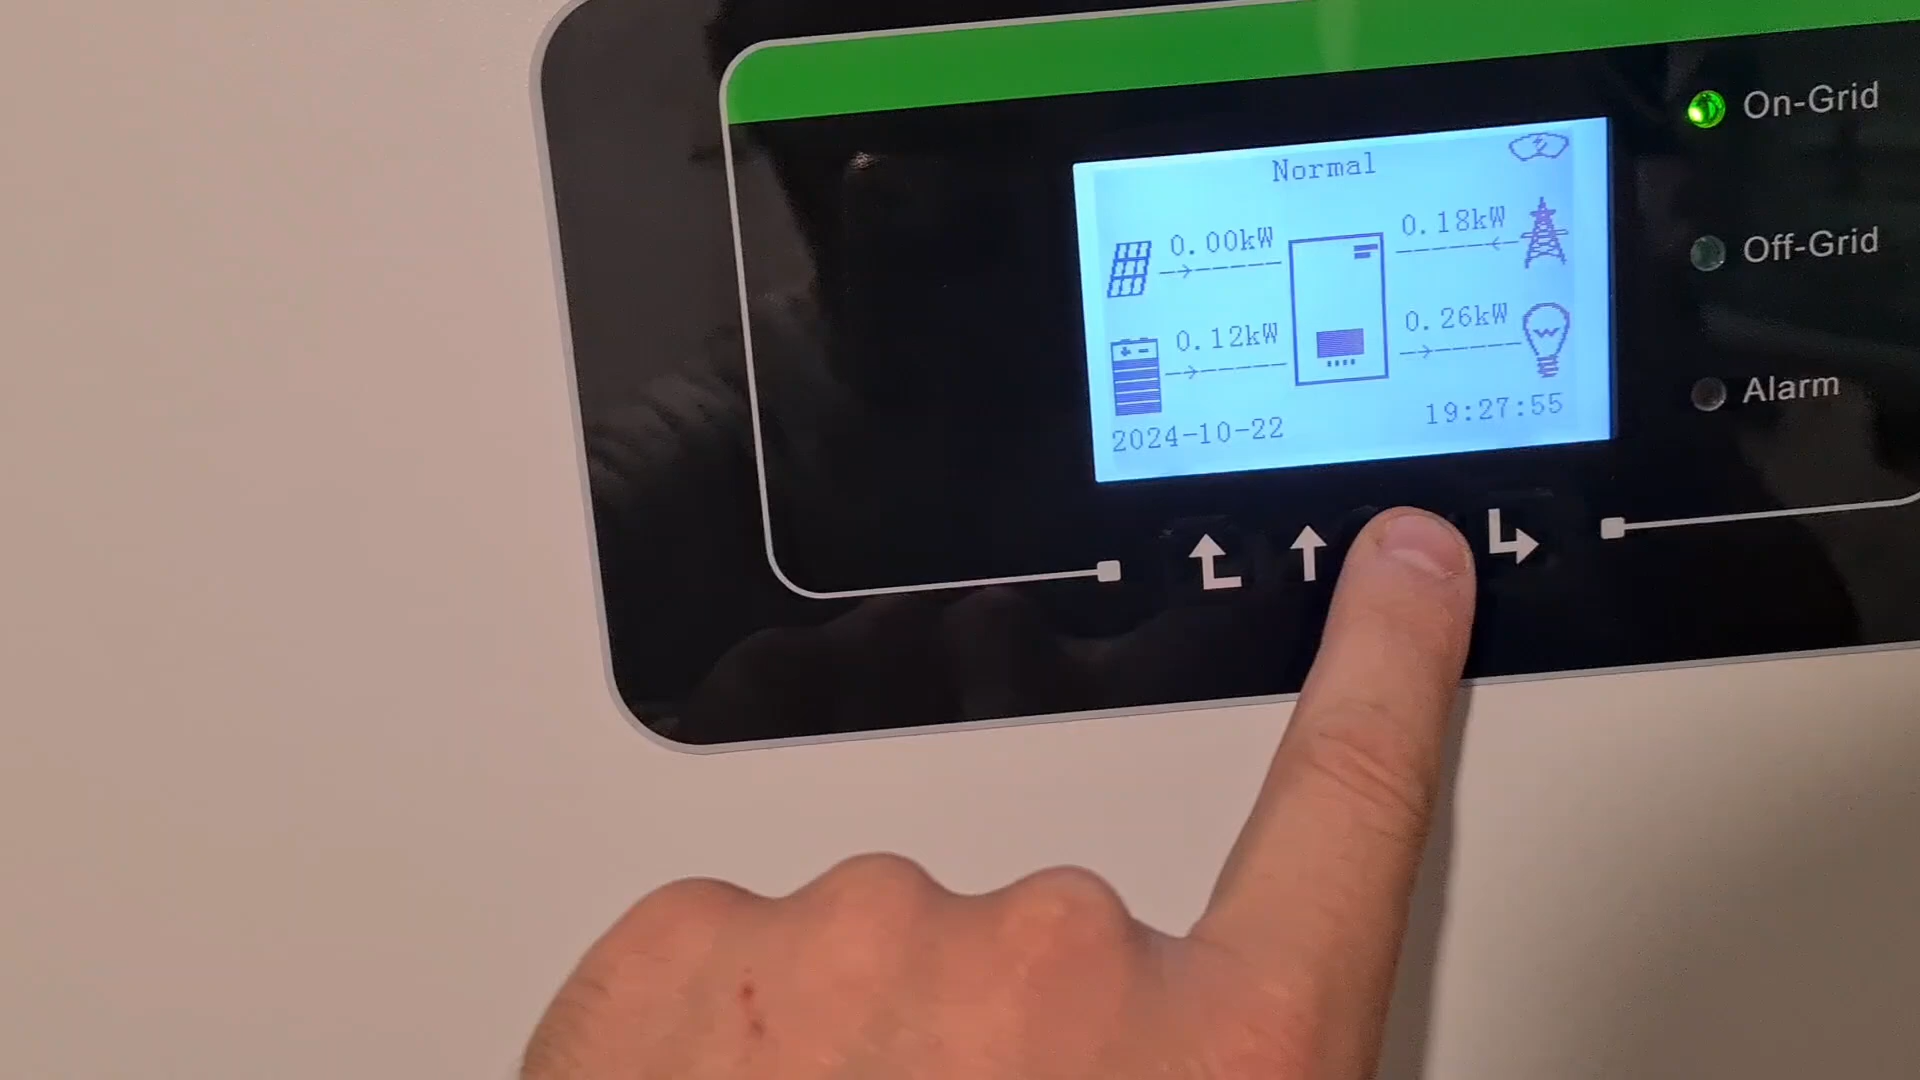 Normal
0.00kW
0.18kW
0.12kW
0.26kW
2024-10-22
19:27:55
On-Grid
Off-Grid
Alarm